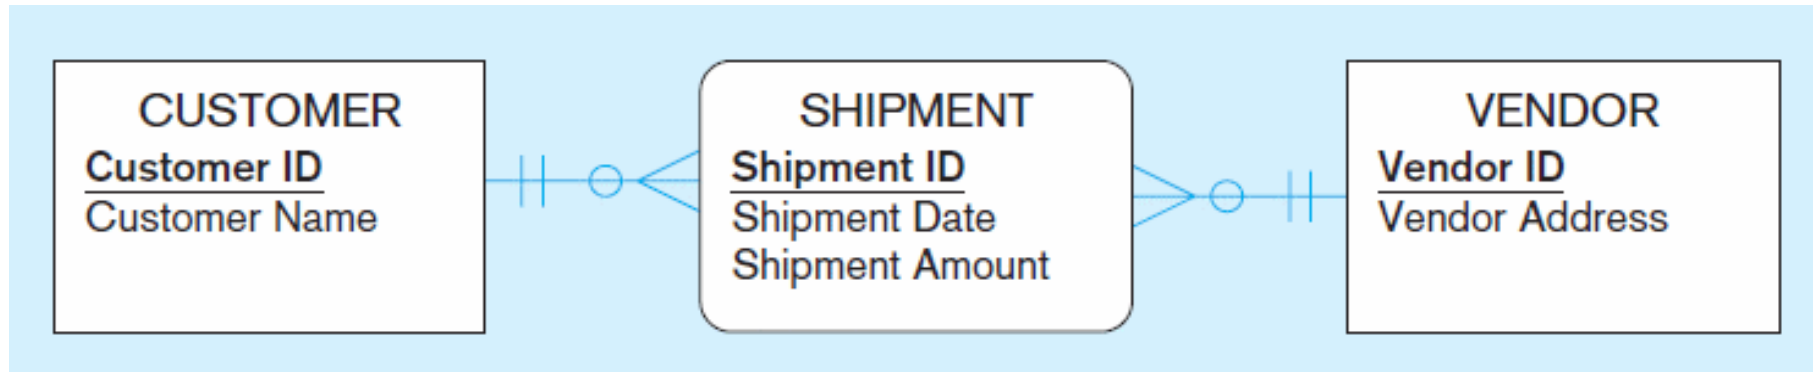 CUSTOMER
Customer ID
Customer Name
SHIPMENT
Shipment ID
Shipment Date
Shipment Amount
VENDOR
Vendor ID
Vendor Address